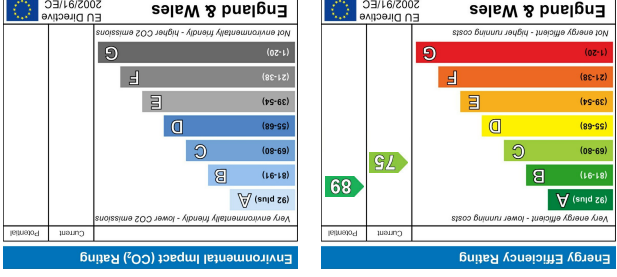 Energy Efficiency Rating
Current Potential
Very energy efficient - lower running costs
(92 plus) A
(81-91) B
89
(69-80) C
75
(55-68) D
(39-54) E
(21-38) F
(1-20) G
Not energy efficient - higher running costs
England & Wales
EU Directive
2002/91/EC
Environmental Impact (CO₂) Rating
Current Potential
Very environmentally friendly - lower CO2 emissions
(92 plus) A
(81-91) B
(69-80) C
(55-68) D
(39-54) E
(21-38) F
(1-20) G
Not environmentally friendly - higher CO2 emissions
England & Wales
EU Directive
2002/91/EC